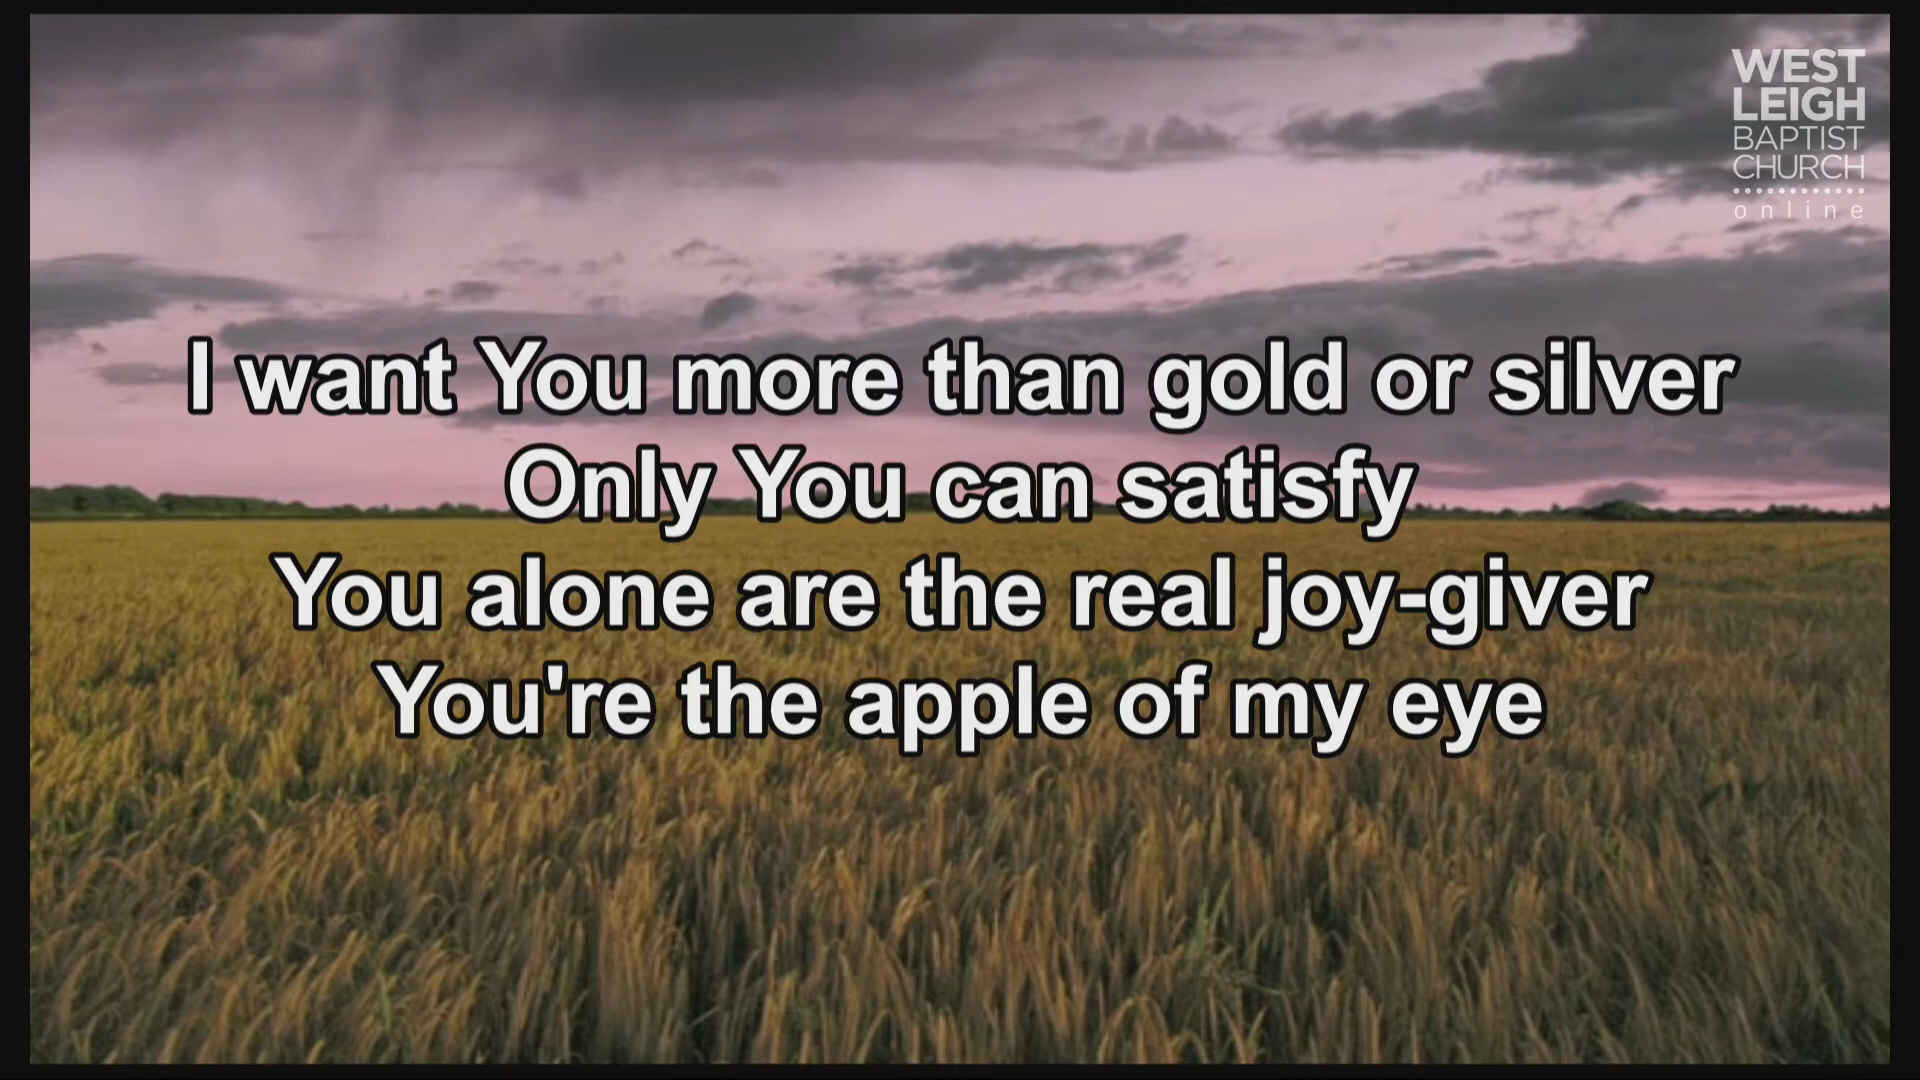 WEST
LEIGH
BAPTIST
CHURCH
online
I want You more than gold or silver
Only You can satisfy
You alone are the real joy-giver
You're the apple of my eye